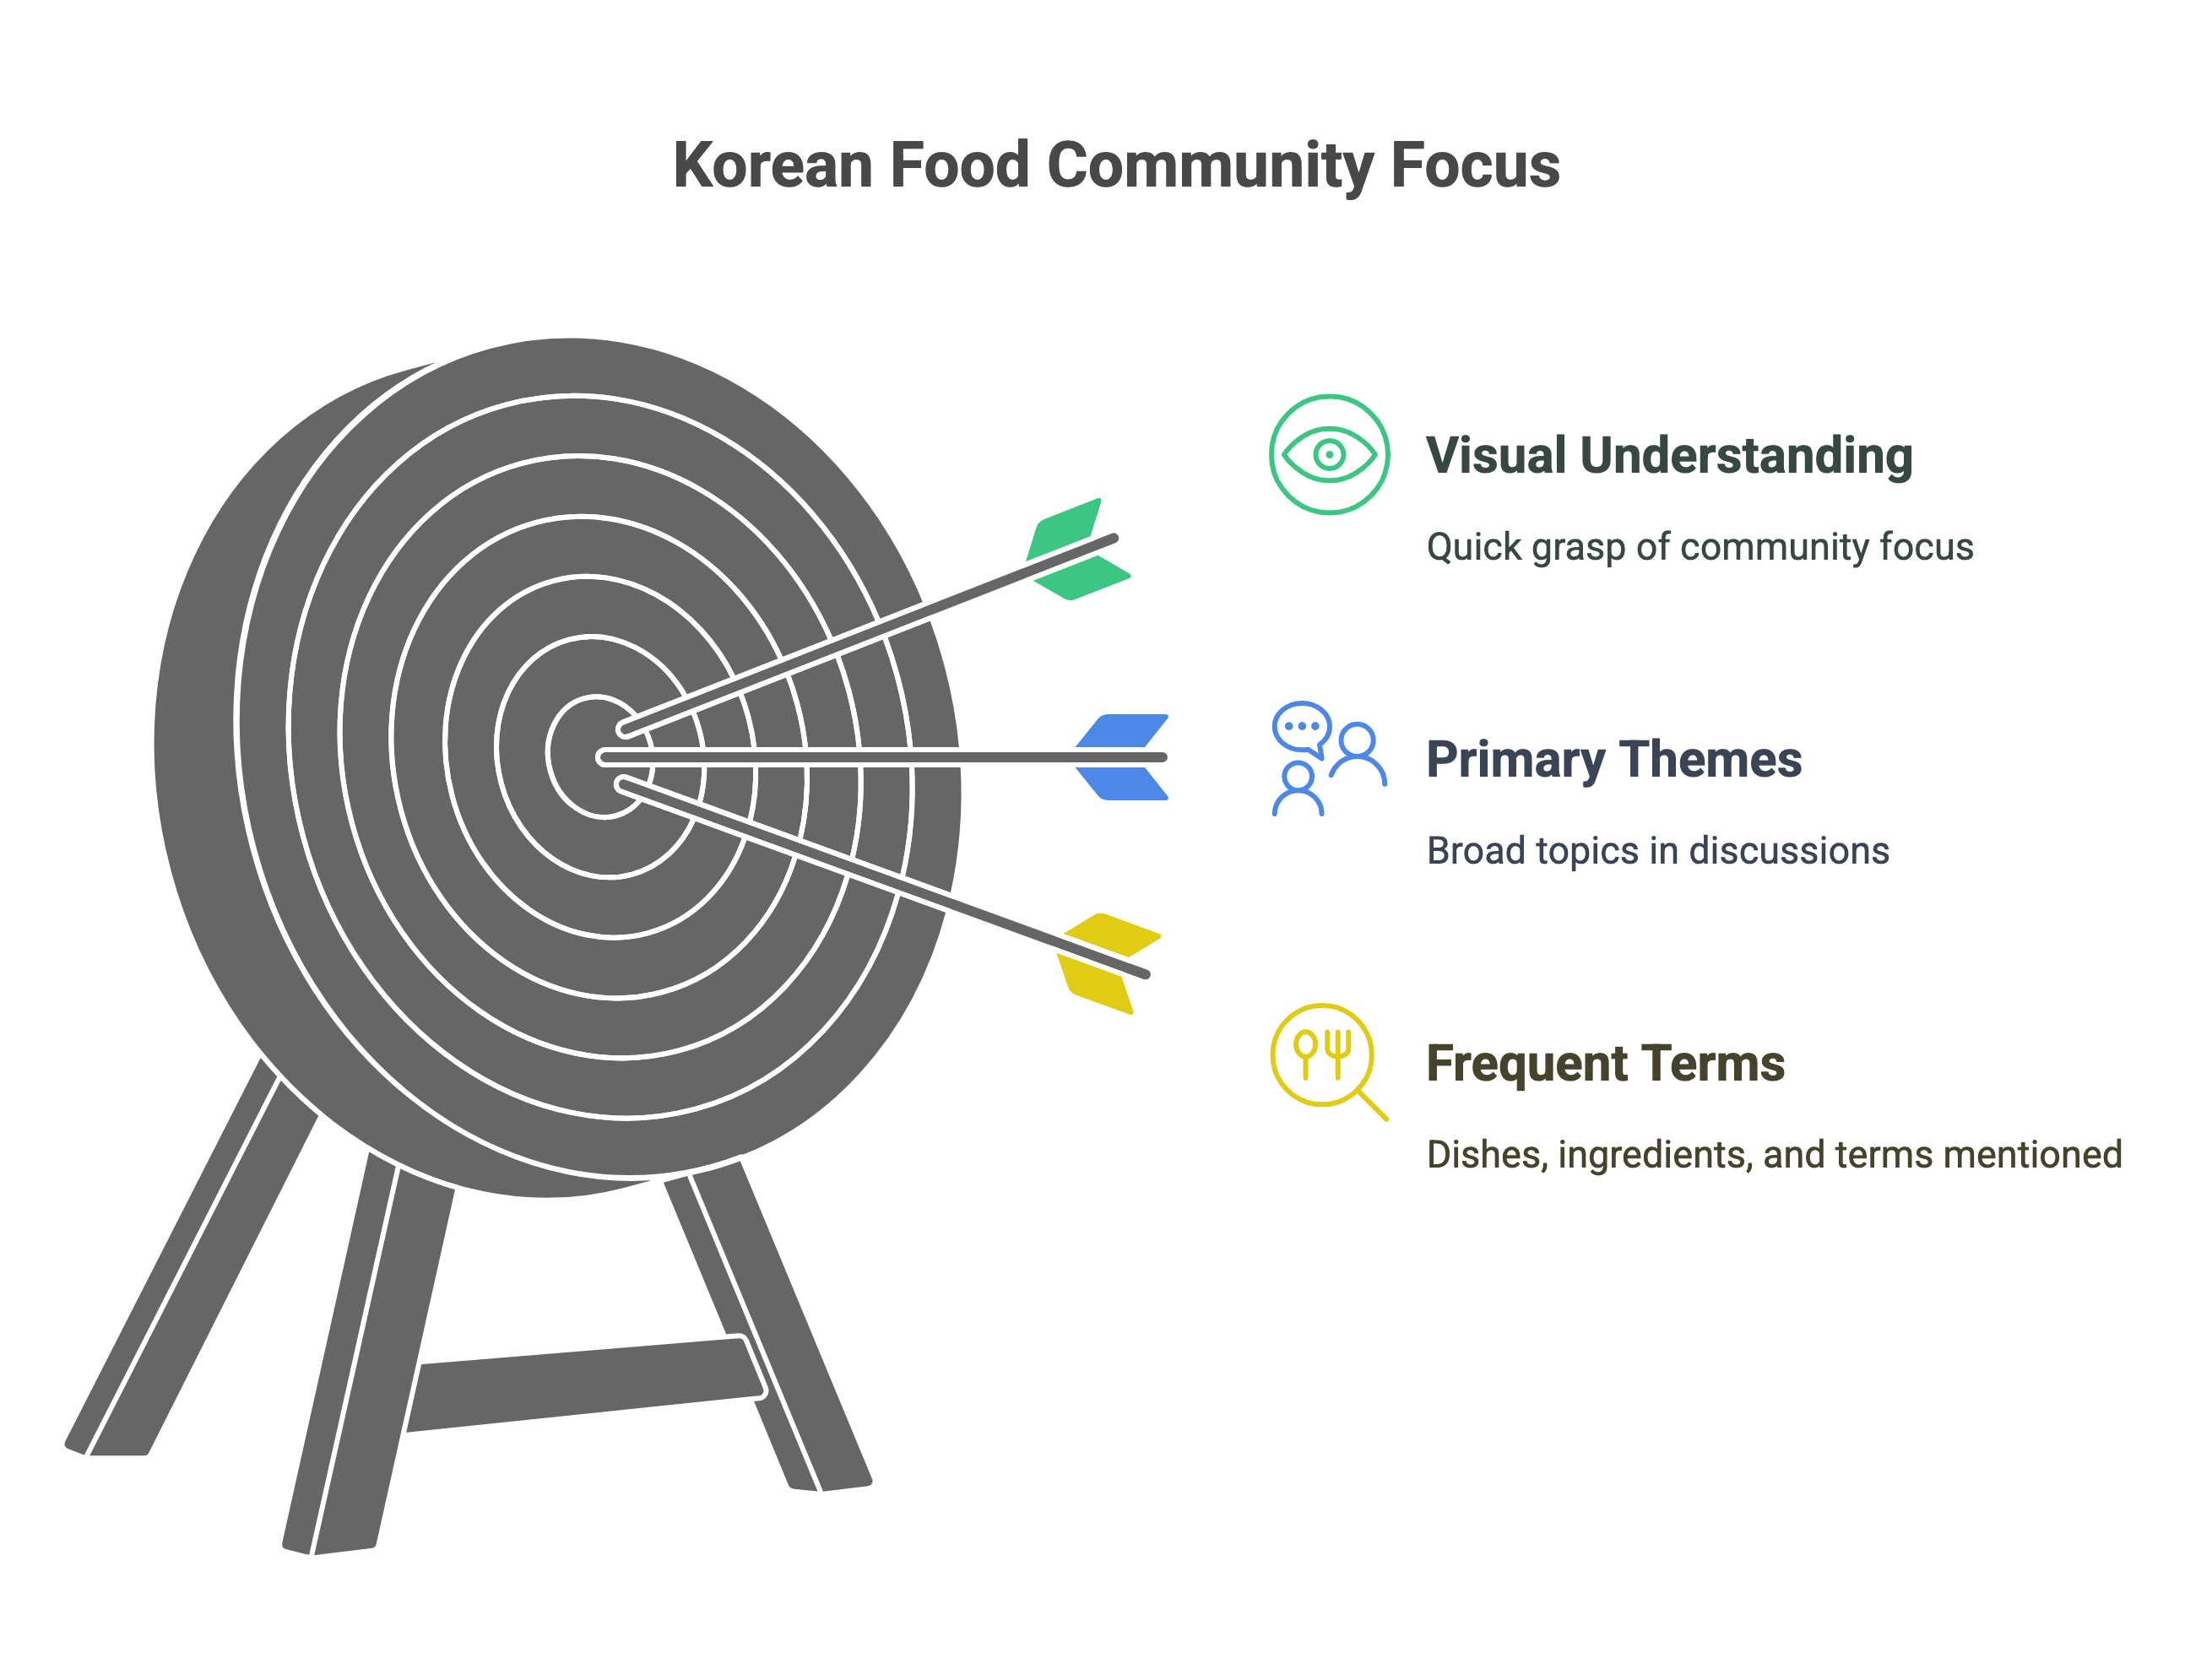 Korean Food Community Focus
Visual Understanding
Quick grasp of community focus
Primary Themes
Broad topics in discussions
Frequent Terms
Dishes, ingredients, and terms mentioned